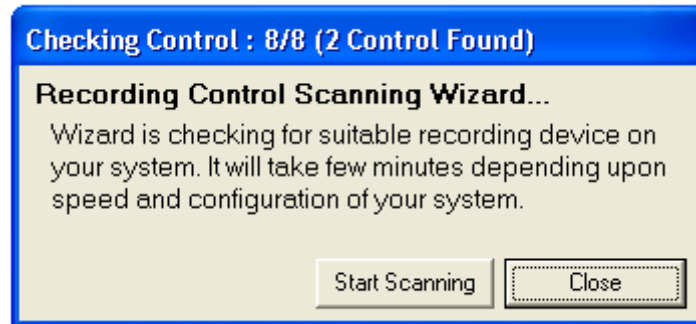 Checking Control : 8/8 (2 Control Found)
Recording Control Scanning Wizard...
Wizard is checking for suitable recording device on
your system. It will take few minutes depending upon
speed and configuration of your system.
Start Scanning Close